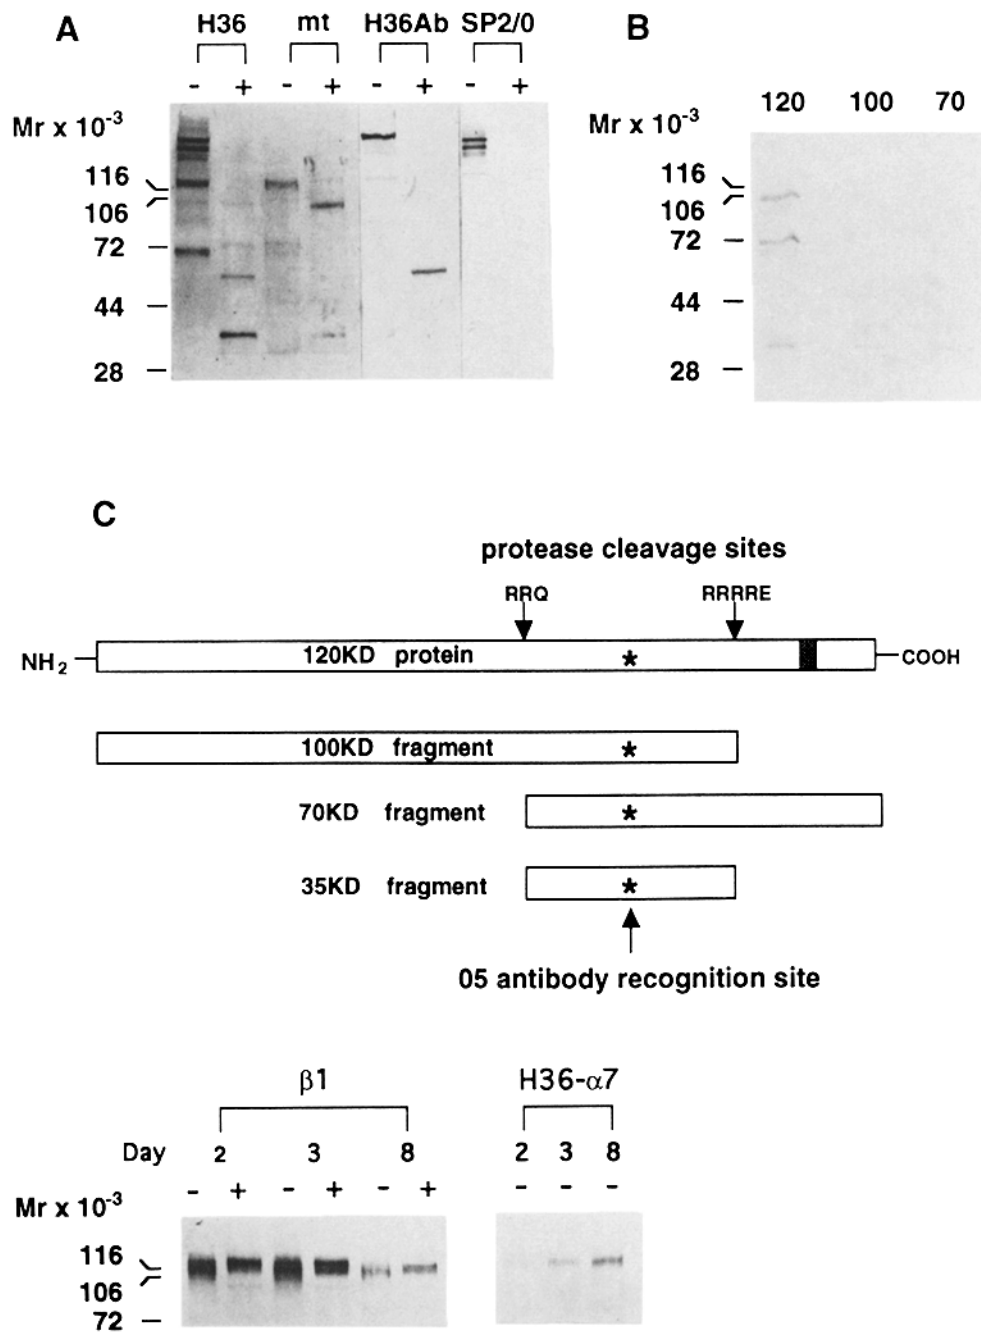 A
H36 mt H36Ab SP2/0
- + - + - + - +
Mr x 10-3
116
106
72
44
28
B
120 100 70
Mr x 10-3
116
106
72
44
28
C
protease cleavage sites
RRQ RRRRE
NH2 120KD protein * COOH
100KD fragment *
70KD fragment *
35KD fragment *
05 antibody recognition site
β1
Day 2 3 8
- + - + - +
Mr x 10-3
116
106
72
H36-α7
2 3 8
- - -